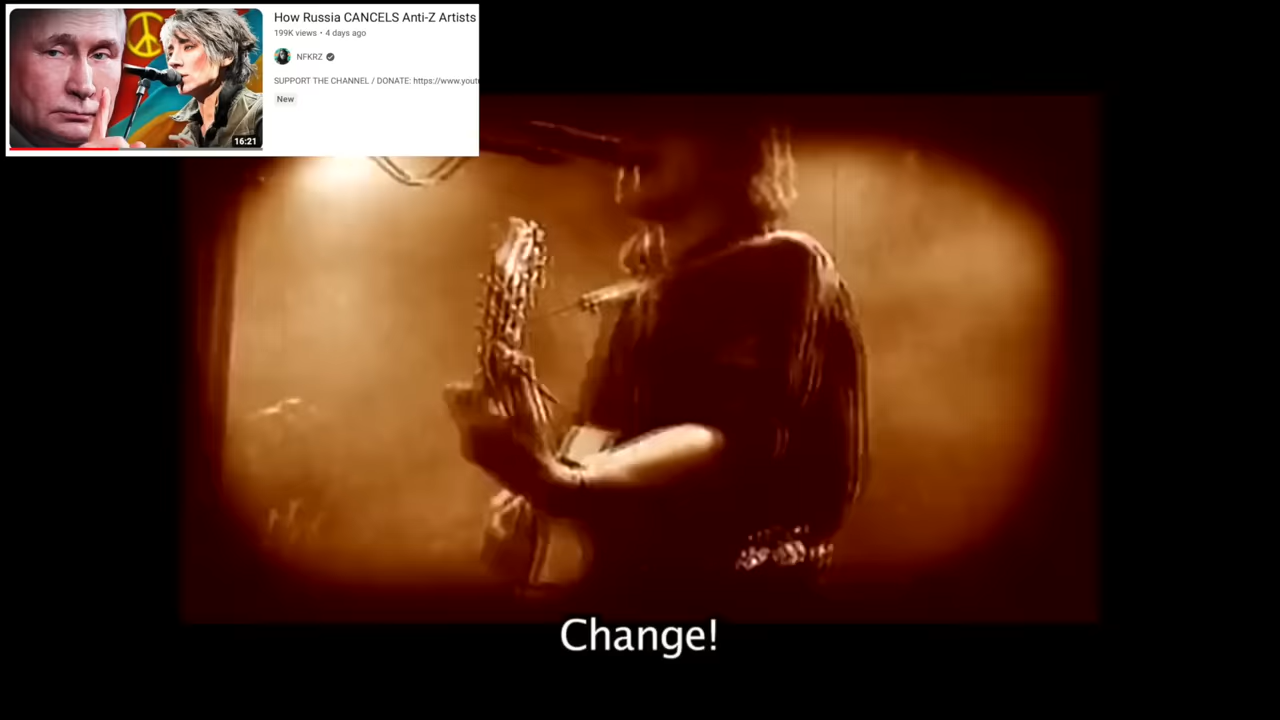 How Russia CANCELS Anti-Z Artists
199K views • 4 days ago
NFKRZ
SUPPORT THE CHANNEL / DONATE: https://www.yout
New
16:21
Change!